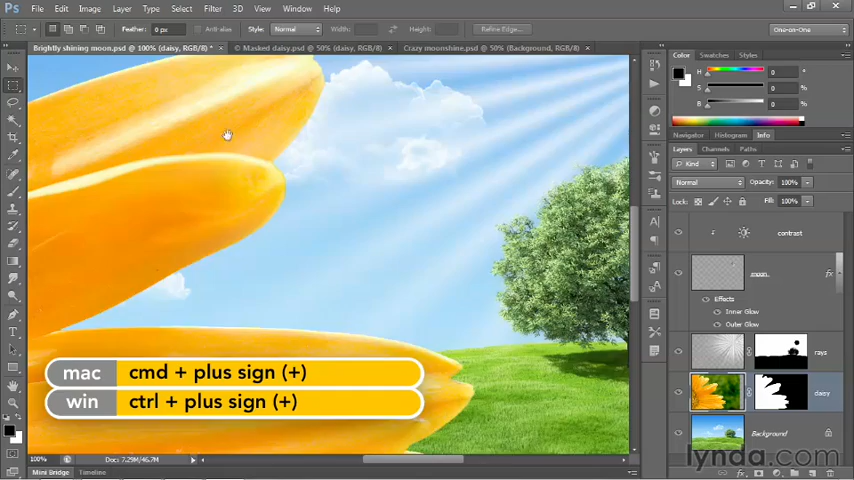 Ps Image Layer Type Select Filter 3D View Window Help
Feather: 0 px Anti-alias Style: Normal Width: Height: Refine Edge... One-on-One
Brightly shining moon.psd @ 100% (daisy, RGB/8) * × © Masked daisy.psd @ 50% (daisy, RGB/8) × Crazy moonshine.psd @ 50% (Background, RGB/8) ×
Color Swatches Styles
H 0 °
S 0 %
B 0 %
Navigator Histogram Info
Layers Channels Paths
Kind
Normal Opacity: 100%
Lock: Fill: 100%
contrast
moon fx
Effects
Inner Glow
Outer Glow
rays
daisy
Background
mac cmd + plus sign (+)
win ctrl + plus sign (+)
100% Docs: 7.29M/46.7M
Mini Bridge Timeline
lynda.com